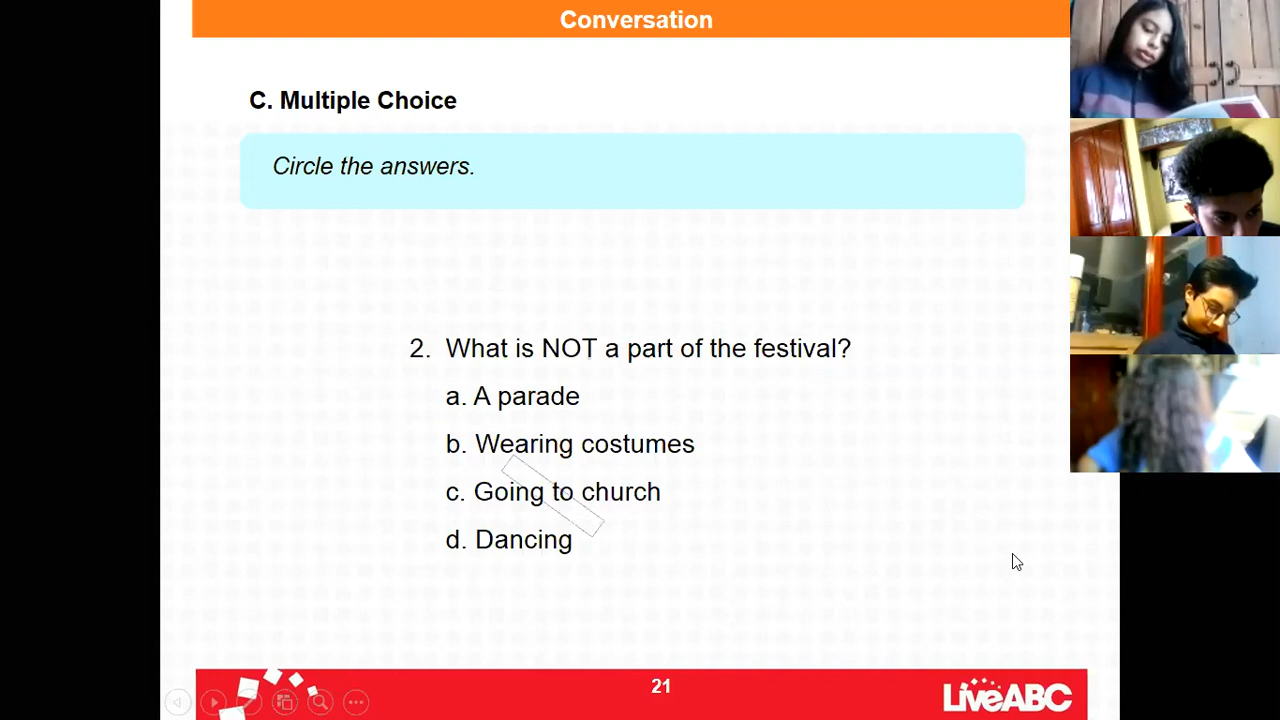 Conversation
C. Multiple Choice
Circle the answers.
2. What is NOT a part of the festival?
a. A parade
b. Wearing costumes
c. Going to church
d. Dancing
21
LiveABC